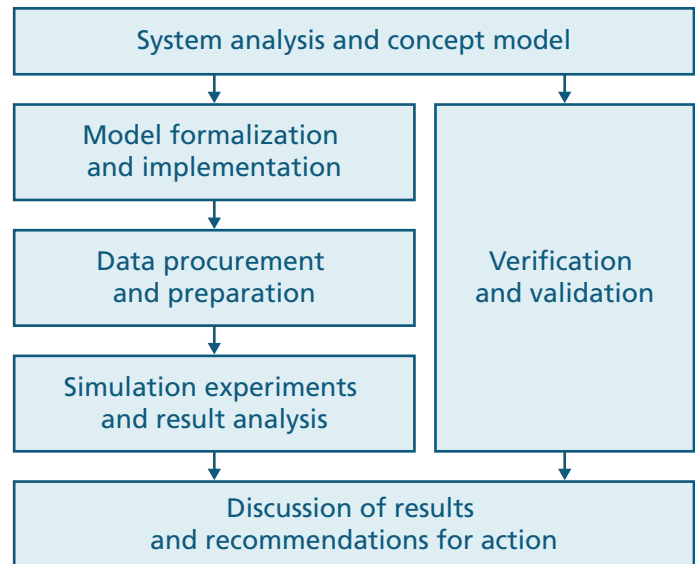 System analysis and concept model
Model formalization
and implementation
Data procurement
and preparation
Verification
and validation
Simulation experiments
and result analysis
Discussion of results
and recommendations for action